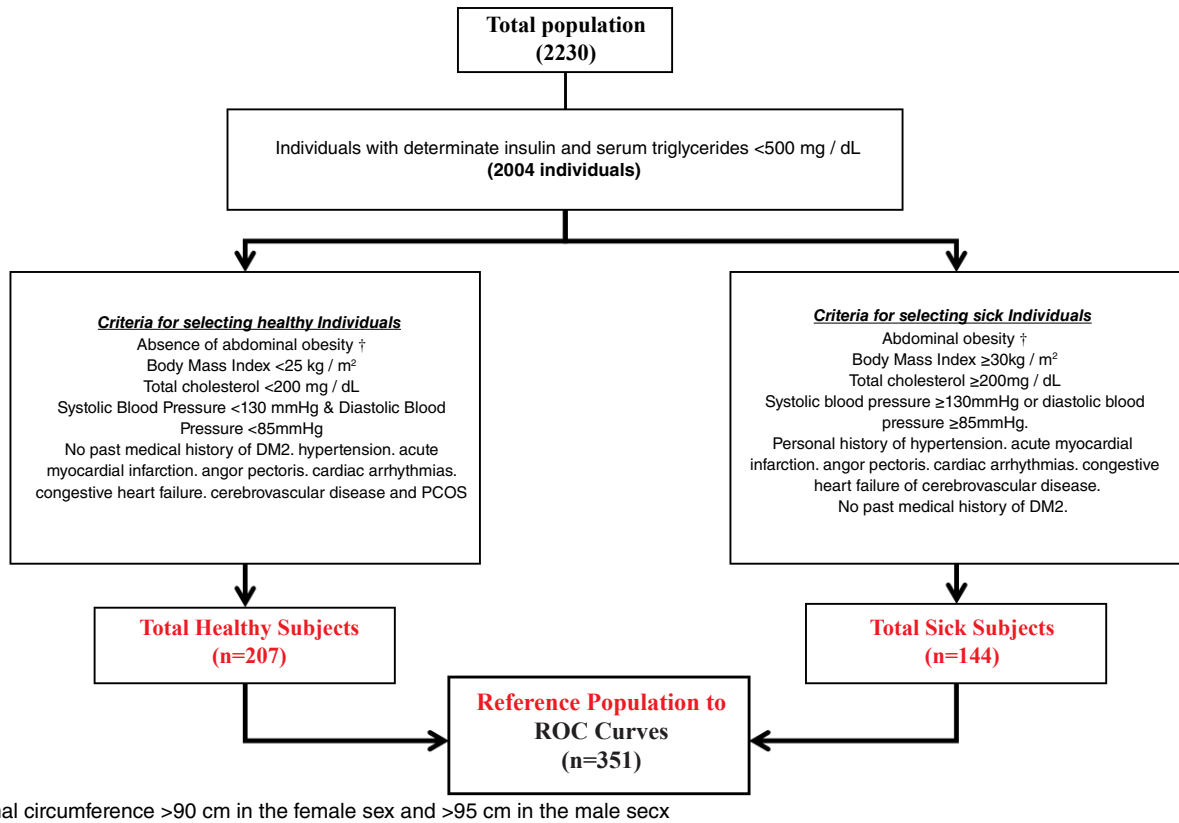 Total population
(2230)
Individuals with determinate insulin and serum triglycerides <500 mg / dL
(2004 individuals)
Criteria for selecting healthy Individuals
Absence of abdominal obesity †
Body Mass Index <25 kg / m²
Total cholesterol <200 mg / dL
Systolic Blood Pressure <130 mmHg & Diastolic Blood
Pressure <85mmHg
No past medical history of DM2. hypertension. acute
myocardial infarction. angor pectoris. cardiac arrhythmias.
congestive heart failure. cerebrovascular disease and PCOS
Criteria for selecting sick Individuals
Abdominal obesity †
Body Mass Index ≥30kg / m²
Total cholesterol ≥200mg / dL
Systolic blood pressure ≥130mmHg or diastolic blood
pressure ≥85mmHg.
Personal history of hypertension. acute myocardial
infarction. angor pectoris. cardiac arrhythmias. congestive
heart failure of cerebrovascular disease.
No past medical history of DM2.
Total Healthy Subjects
(n=207)
Total Sick Subjects
(n=144)
Reference Population to
ROC Curves
(n=351)
circumference >90 cm in the female sex and >95 cm in the male secx